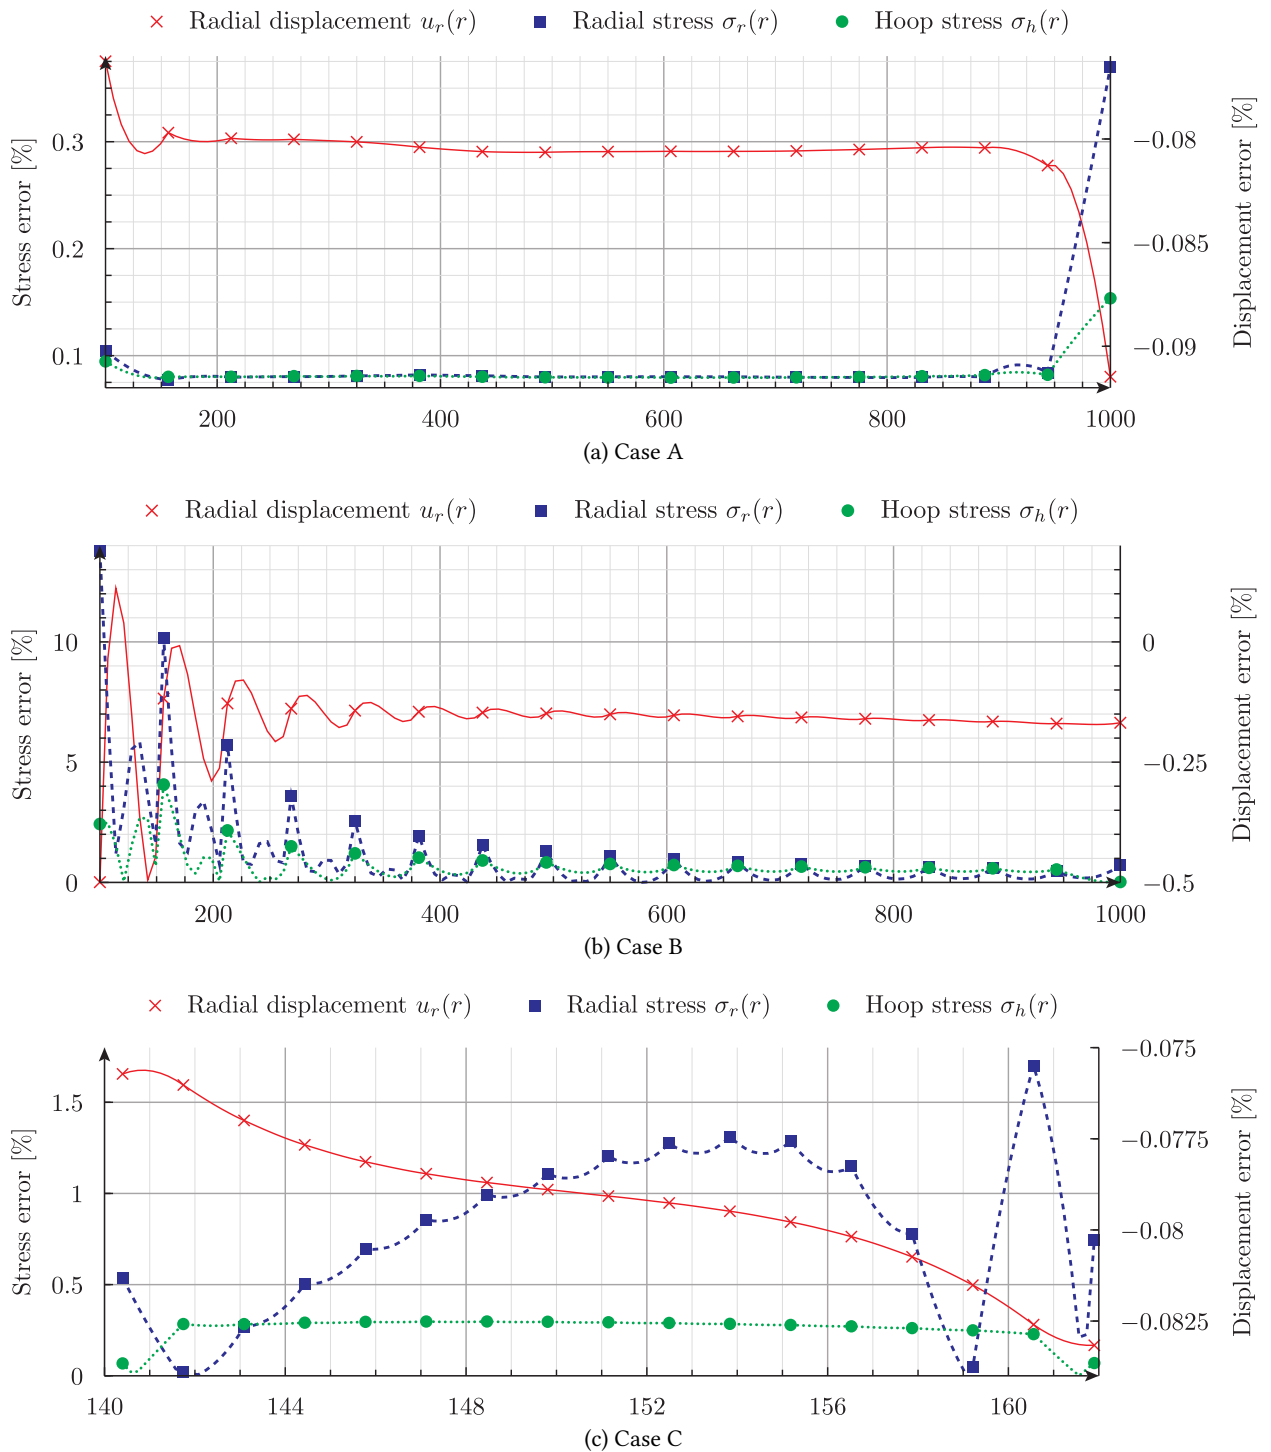 Radial displacement u_r(r) Radial stress σ_r(r) Hoop stress σ_h(r)
Stress error [%]
0.3
0.2
0.1
−0.08
−0.085
−0.09
Displacement error [%]
200 400 600 800 1000
(a) Case A
Radial displacement u_r(r) Radial stress σ_r(r) Hoop stress σ_h(r)
Stress error [%]
10
5
0
0
−0.25
−0.5
Displacement error [%]
200 400 600 800 1000
(b) Case B
Radial displacement u_r(r) Radial stress σ_r(r) Hoop stress σ_h(r)
Stress error [%]
1.5
1
0.5
0
−0.075
−0.0775
−0.08
−0.0825
Displacement error [%]
140 144 148 152 156 160
(c) Case C